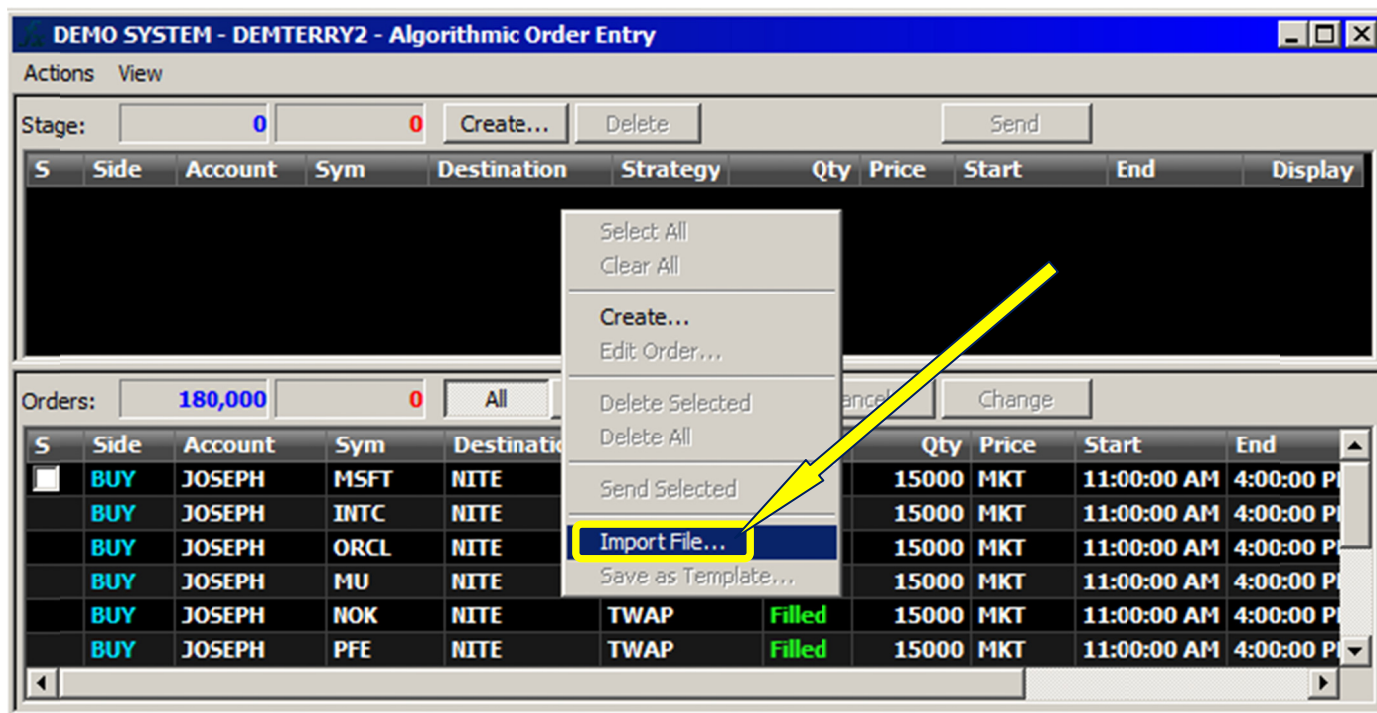 DEMO SYSTEM - DEMTERRY2 - Algorithmic Order Entry
Actions View
Stage: 0 0 Create... Delete Send
S Side Account Sym Destination Strategy Qty Price Start End Display
Select All
Clear All
Create...
Edit Order...
Delete Selected
Delete All
Send Selected
Import File...
Save as Template...
Orders: 180,000 0 All Change
S Side Account Sym Qty Price Start End
BUY JOSEPH MSFT NITE 15000 MKT 11:00:00 AM 4:00:00
BUY JOSEPH INTC NITE 15000 MKT 11:00:00 AM 4:00:00
BUY JOSEPH ORCL NITE 15000 MKT 11:00:00 AM 4:00:00
BUY JOSEPH MU NITE 15000 MKT 11:00:00 AM 4:00:00
BUY JOSEPH NOK NITE TWAP Filled 15000 MKT 11:00:00 AM 4:00:00
BUY JOSEPH PFE NITE TWAP Filled 15000 MKT 11:00:00 AM 4:00:00